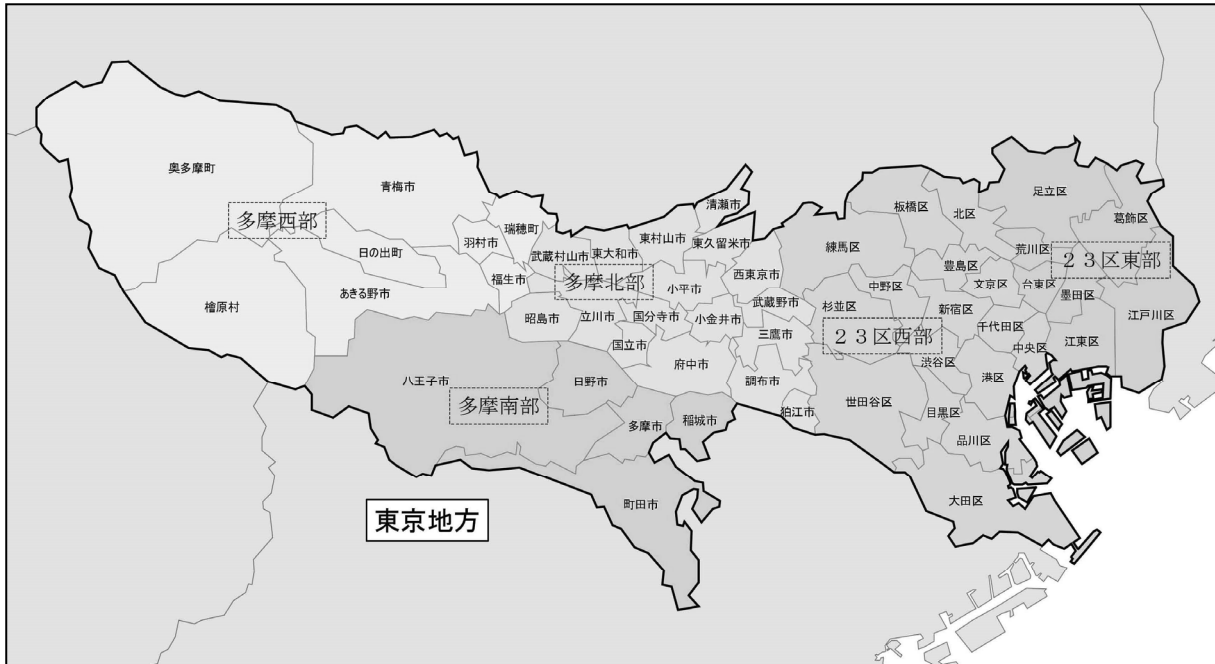 奥多摩町
青梅市
多摩西部
日の出町
檜原村
あきる野市
羽村市
瑞穂町
福生市
武蔵村山市
東大和市
東村山市
清瀬市
東久留米市
多摩北部
小平市
西東京市
昭島市
立川市
国分寺市
小金井市
武蔵野市
国立市
三鷹市
府中市
調布市
狛江市
八王子市
日野市
多摩南部
多摩市
稲城市
町田市
東京地方
足立区
板橋区
北区
葛飾区
練馬区
荒川区
23区東部
豊島区
中野区
文京区
台東区
墨田区
杉並区
新宿区
江戸川区
23区西部
千代田区
渋谷区
中央区
江東区
港区
世田谷区
目黒区
品川区
大田区